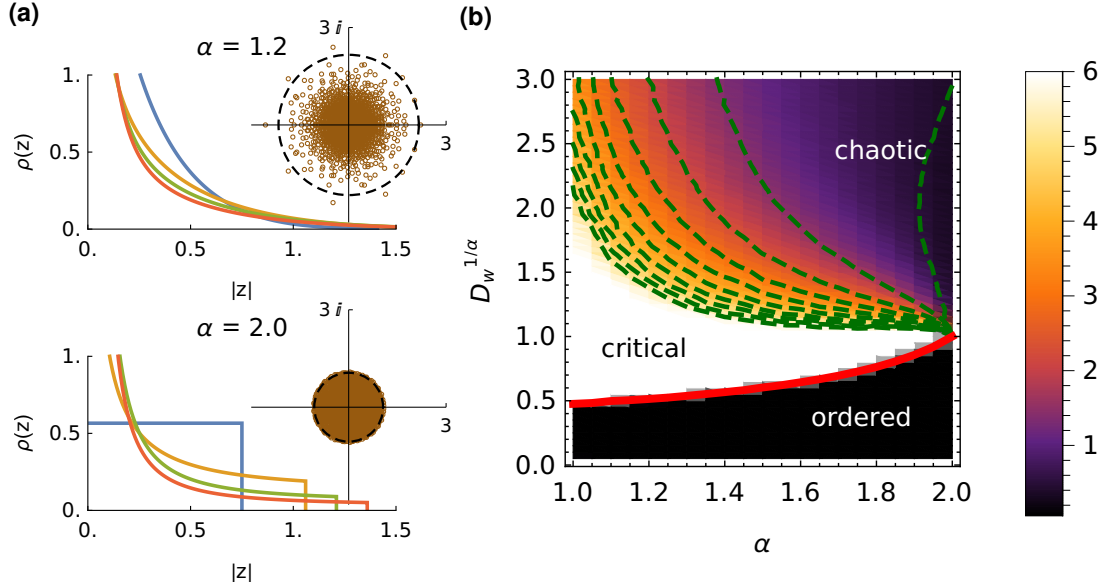 (a)
α = 1.2
3 i
3
ρ(z)
1.
0.5
0.
0.
0.5
1.
1.5
|z|
α = 2.0
3 i
3
ρ(z)
1.
0.5
0.
0.
0.5
1.
1.5
|z|
(b)
D_w^{1/α}
3.0
2.5
2.0
1.5
1.0
0.5
0.0
chaotic
critical
ordered
1.0
1.2
1.4
1.6
1.8
2.0
α
6
5
4
3
2
1